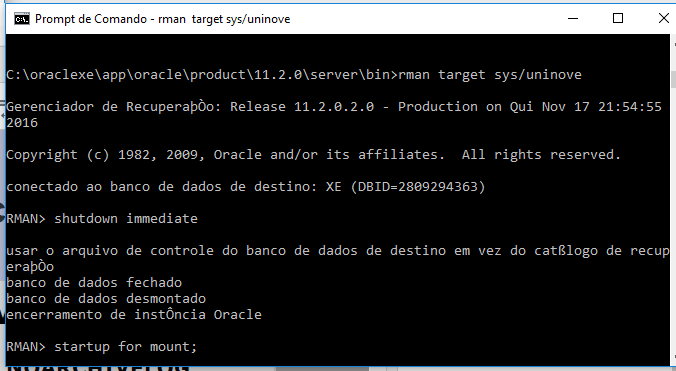 Prompt de Comando - rman target sys/uninove
C:\oraclexe\app\oracle\product\11.2.0\server\bin>rman target sys/uninove
Gerenciador de RecuperaþÒo: Release 11.2.0.2.0 - Production on Qui Nov 17 21:54:55
2016
Copyright (c) 1982, 2009, Oracle and/or its affiliates.  All rights reserved.
conectado ao banco de dados de destino: XE (DBID=2809294363)
RMAN> shutdown immediate
usar o arquivo de controle do banco de dados de destino em vez do catßlogo de recup
eraþÒo
banco de dados fechado
banco de dados desmontado
encerramento de instÔncia Oracle
RMAN> startup for mount;
NOARCHIVELOG